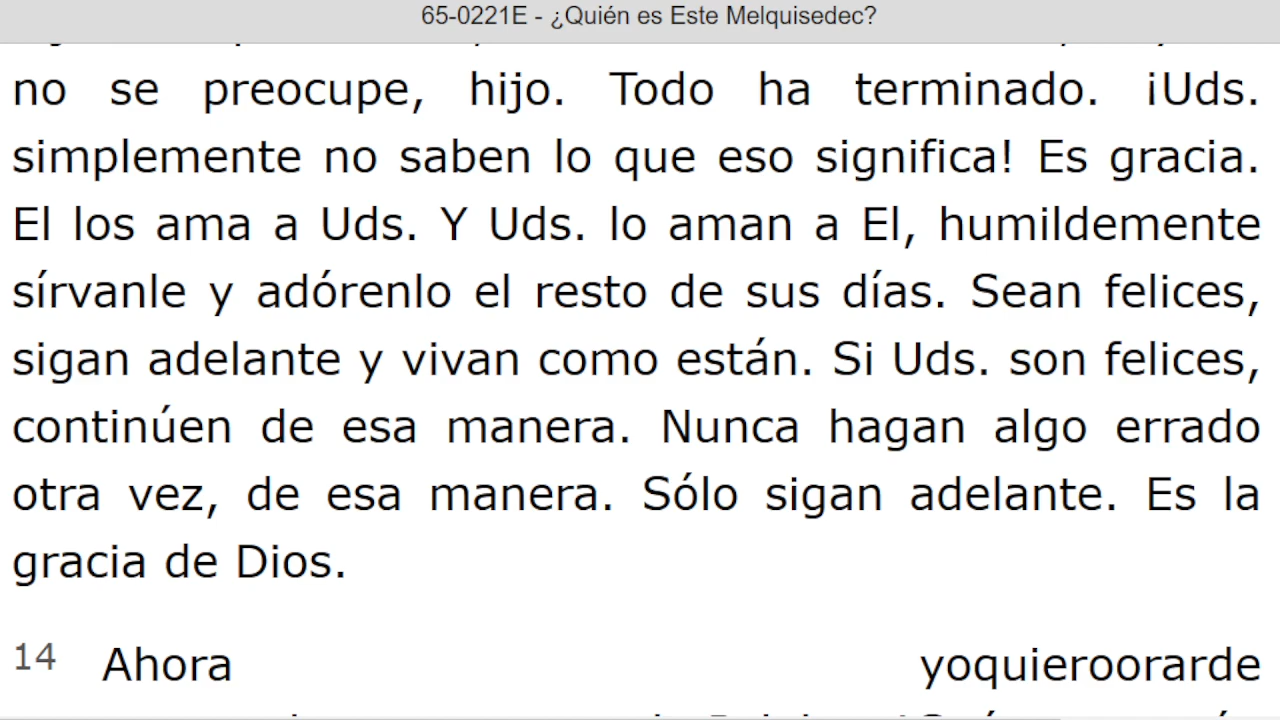 65-0221E - ¿Quién es Este Melquisedec?
no se preocupe, hijo. Todo ha terminado. ¡Uds.
simplemente no saben lo que eso significa! Es gracia.
El los ama a Uds. Y Uds. lo aman a El, humildemente
sírvanle y adórenlo el resto de sus días. Sean felices,
sigan adelante y vivan como están. Si Uds. son felices,
continúen de esa manera. Nunca hagan algo errado
otra vez, de esa manera. Sólo sigan adelante. Es la
gracia de Dios.
14 Ahora yoquieroorarde